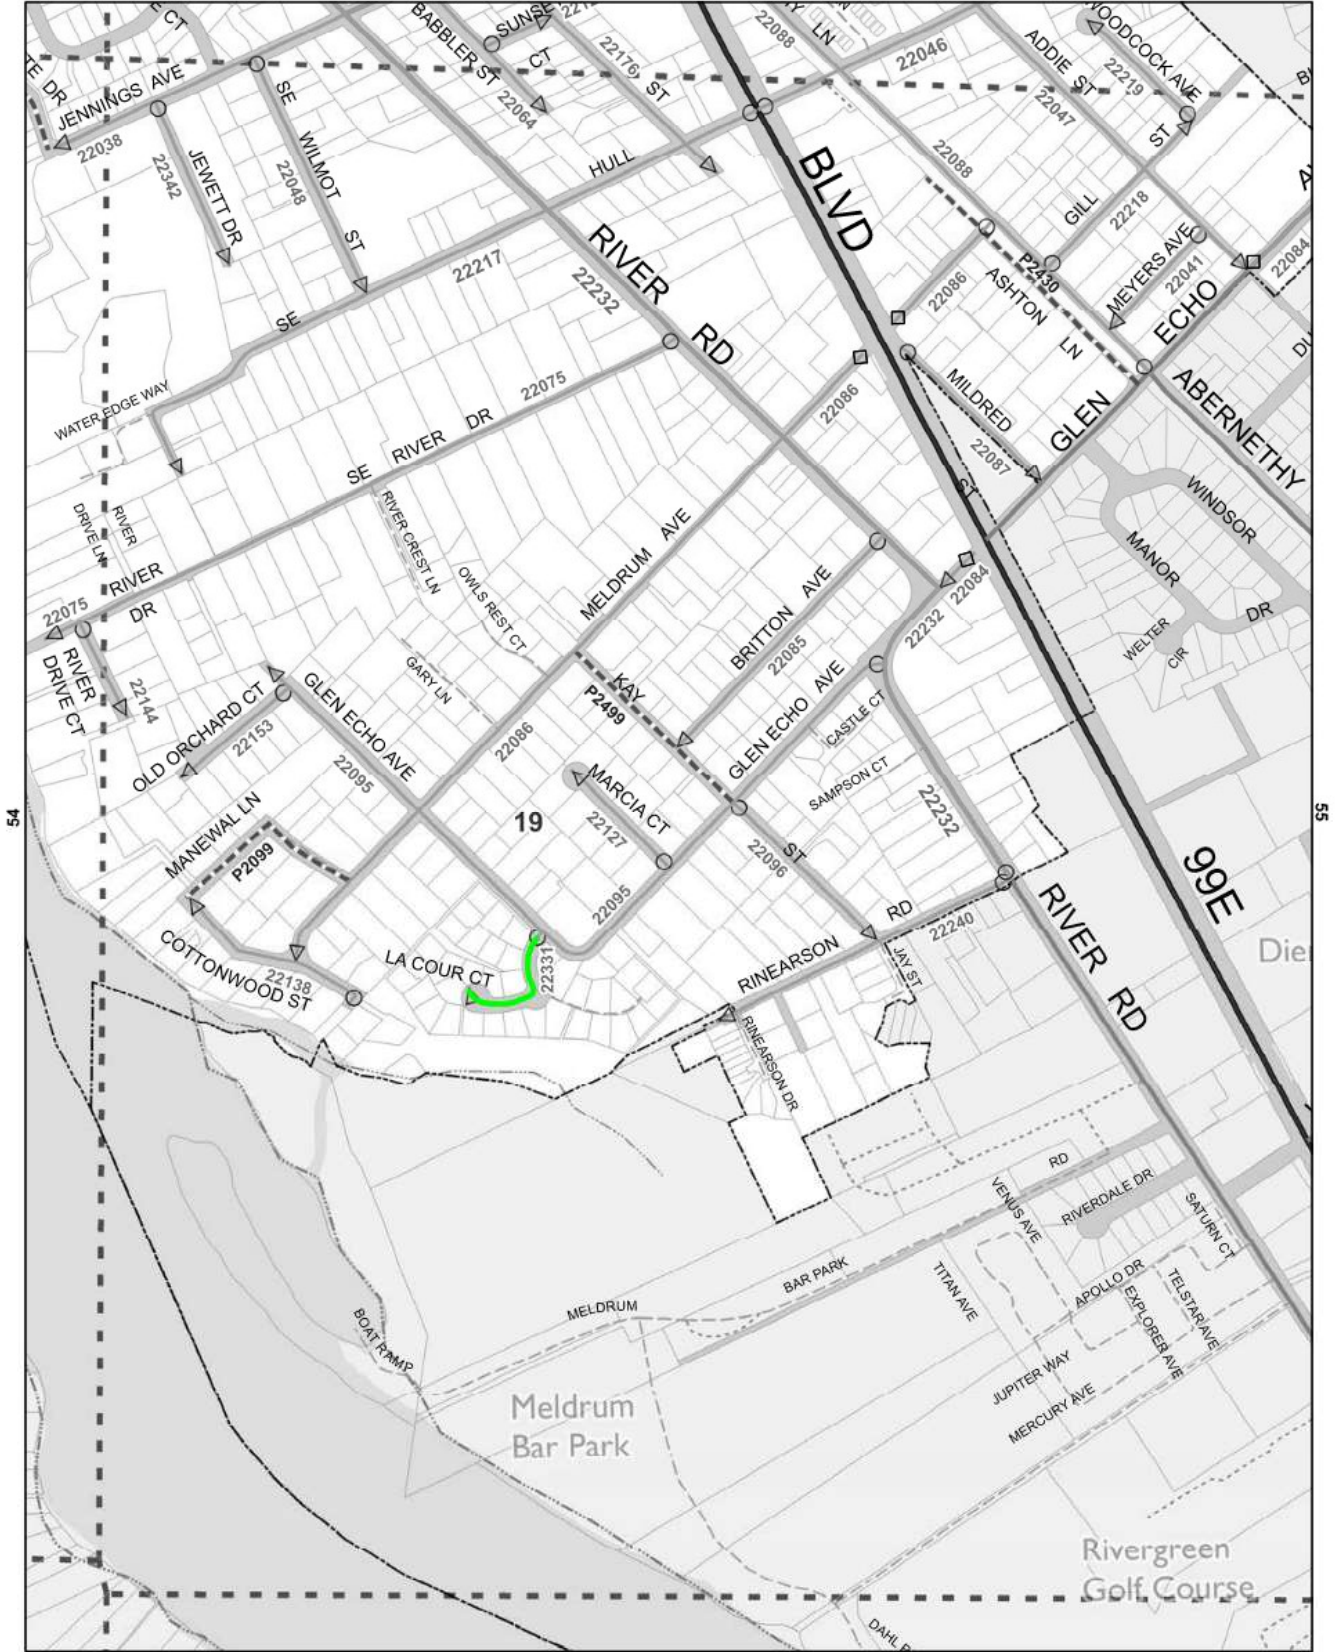 E CT
BABBLER ST
22064
SUNSE
CT
22176
ST
22088
LN
22046
ADDIE ST
22047
WOODCOCK AVE
22219
ST
TE DR
JENNINGS AVE
22038
SE
WILMOT
ST
22048
JEWETT DR
22342
HULL
BLVD
22088
GILL
22218
MEYERS AVE
22041
22084
SE
22217
RIVER
22232
RD
22086
P2430
ASHTON
LN
ECHO
DU
WATER EDGE WAY
22075
DR
RIVER
SE
22086
MILDRED
22087
GLEN
ABERNETHY
ST
WINDSOR
MANOR
DR
WELTER
CIR
RIVER
DRIVE LN
RIVER
DR
22075
RIVER CREST LN
OWLS REST CT
MELDRUM AVE
BRITTON AVE
22085
22084
22232
RIVER
DRIVE CT
22144
GARY LN
KAY
P2499
GLEN ECHO AVE
CASTLE CT
SAMPSON CT
OLD ORCHARD CT
22153
GLEN ECHO AVE
22095
22086
22232
MARCIA CT
22127
19
54
55
MANEWAL LN
P2099
ST
22096
22095
99E
COTTONWOOD ST
22138
LA COUR CT
22331
RINEARSON
RD
22240
JAY ST
RIVER
RD
Die
RINEARSON DR
RD
VENUS AVE
RIVERDALE DR
SATURN CT
BAR PARK
MELDRUM
TITAN AVE
APOLLO DR
TELSTAR AVE
EXPLORER AVE
BOAT RAMP
JUPITER WAY
MERCURY AVE
Meldrum
Bar Park
Rivergreen
Golf Course
DAHL